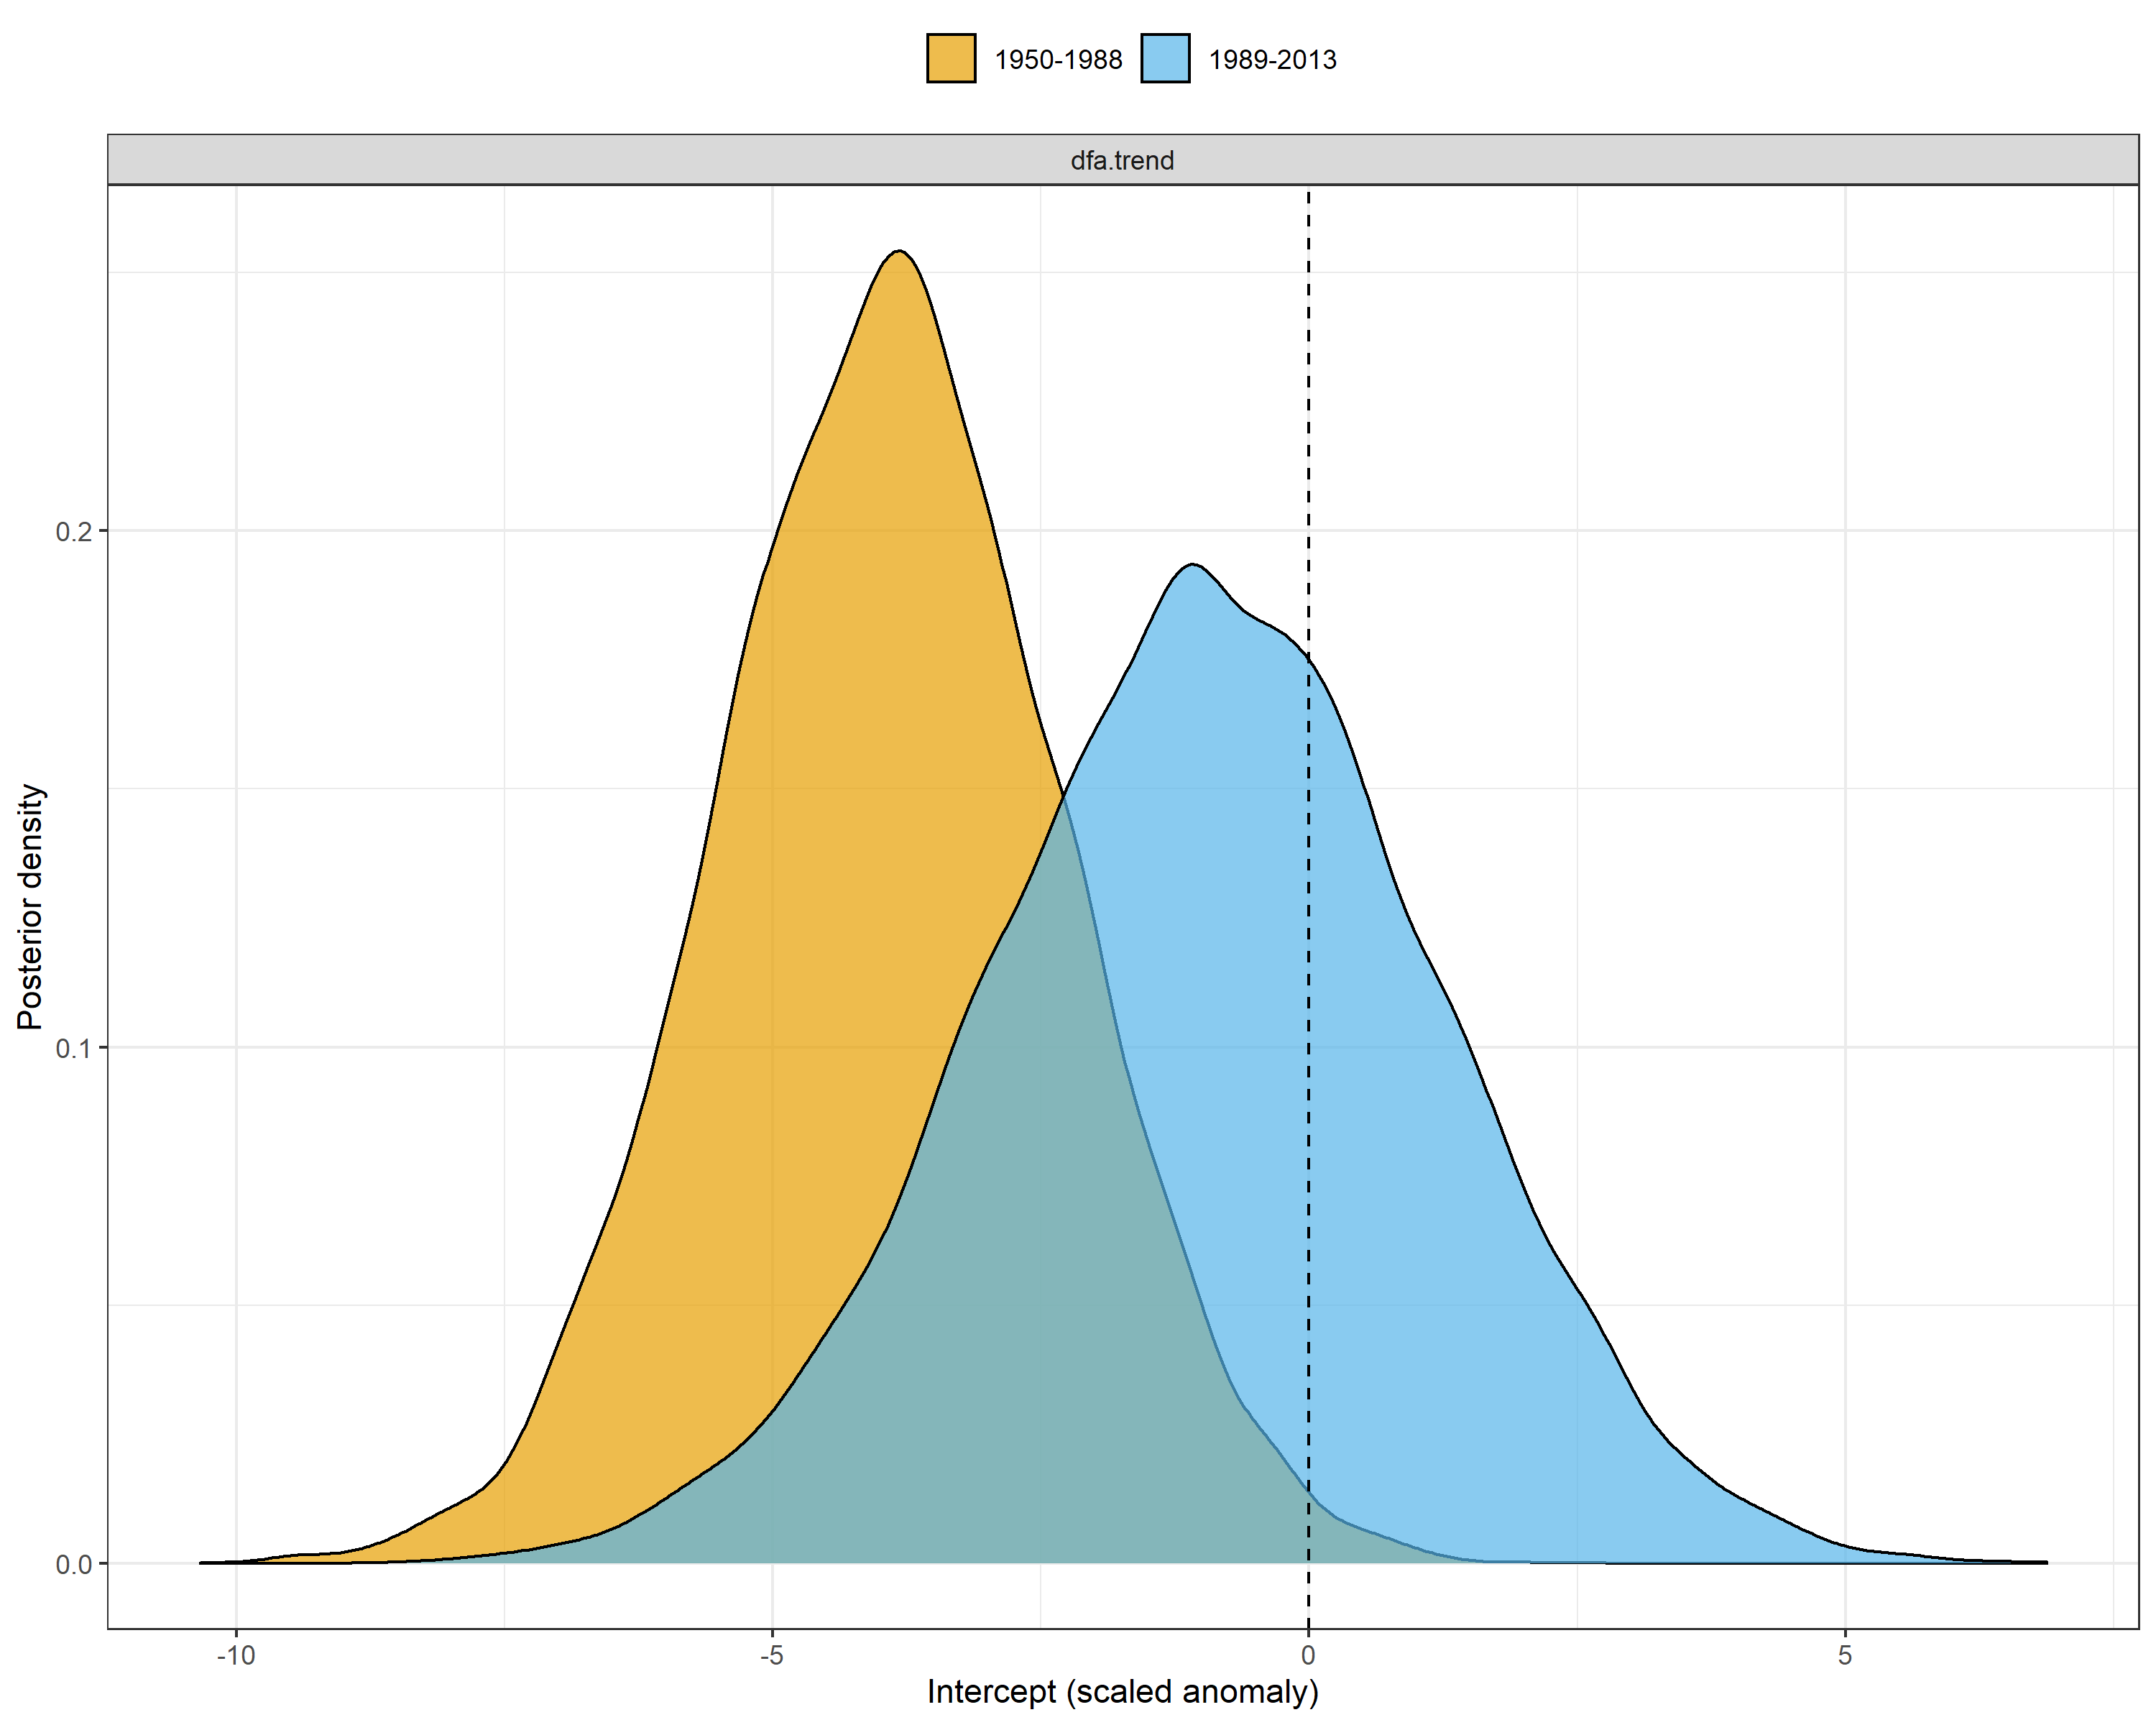 1950-1988 1989-2013
dfa.trend
Posterior density
0.2
0.1
0.0
-10 -5 0 5
Intercept (scaled anomaly)